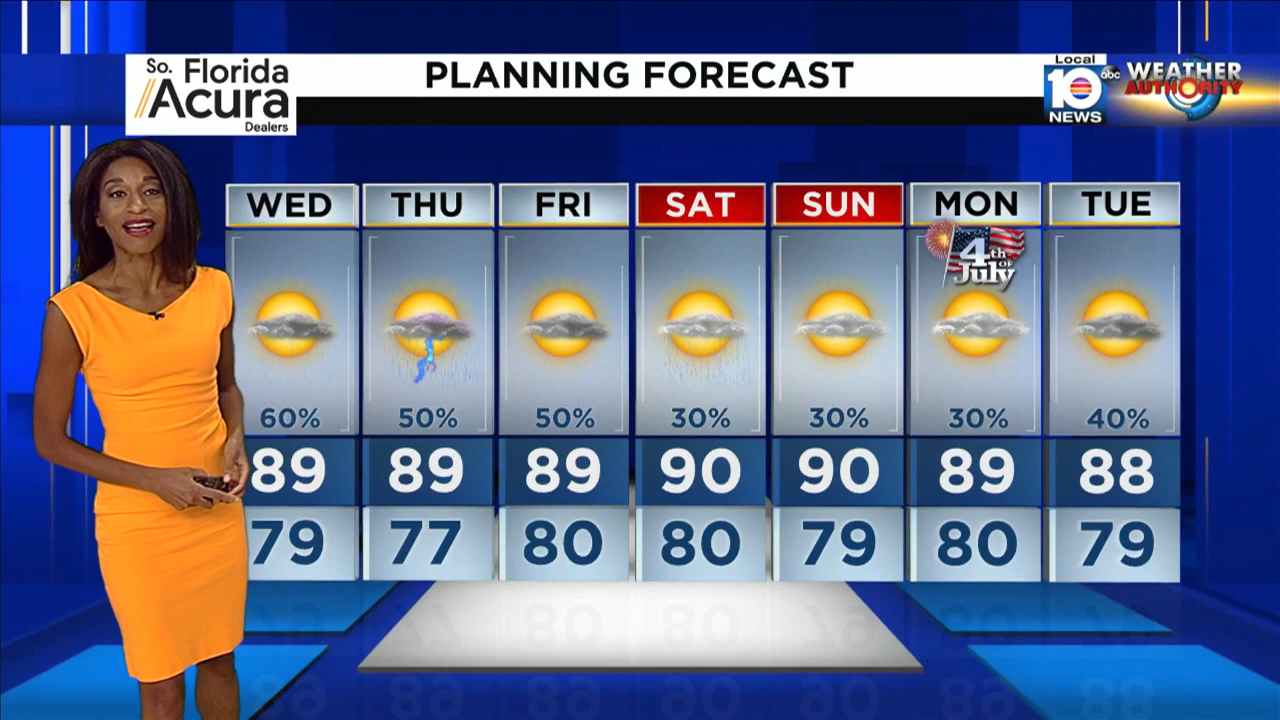 So. Florida
Acura
Dealers
PLANNING FORECAST
Local
10
NEWS
abc
WEATHER
AUTHORITY
WED THU FRI SAT SUN MON TUE
4th of
July
60% 50% 50% 30% 30% 30% 40%
89 89 89 90 90 89 88
79 77 80 80 79 80 79